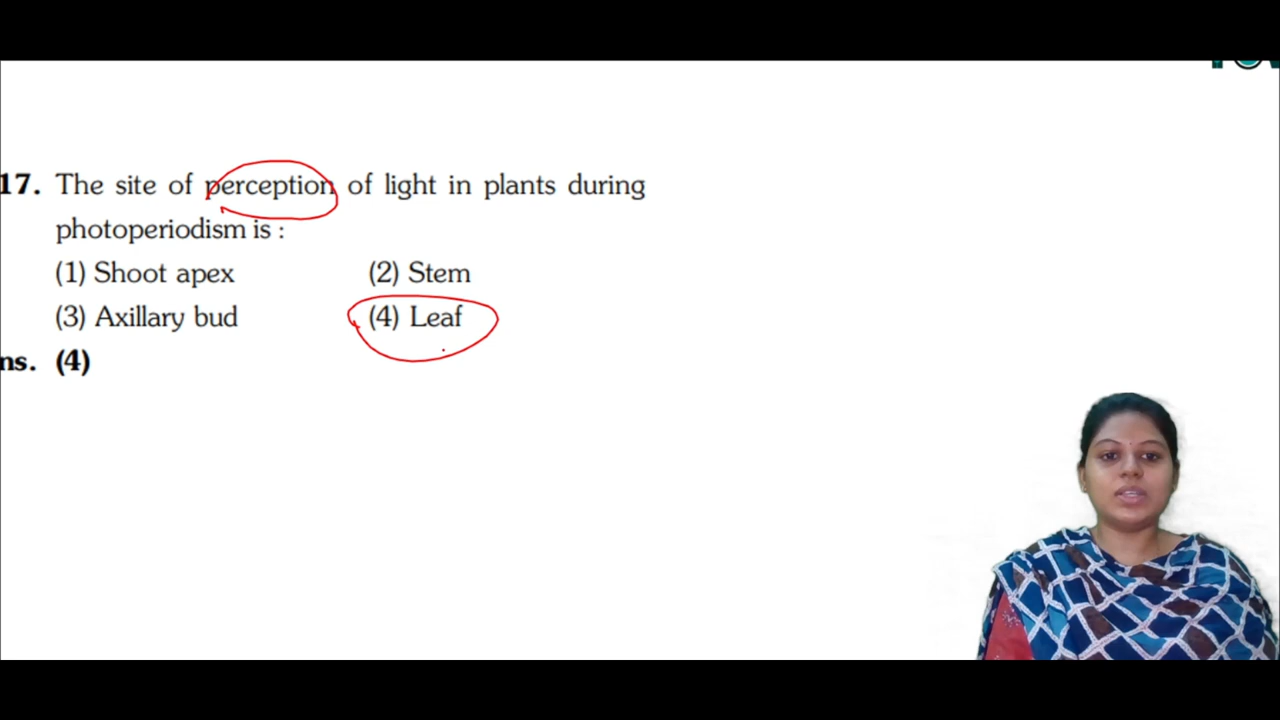 17. The site of perception of light in plants during
photoperiodism is :
(1) Shoot apex (2) Stem
(3) Axillary bud (4) Leaf
ns. (4)